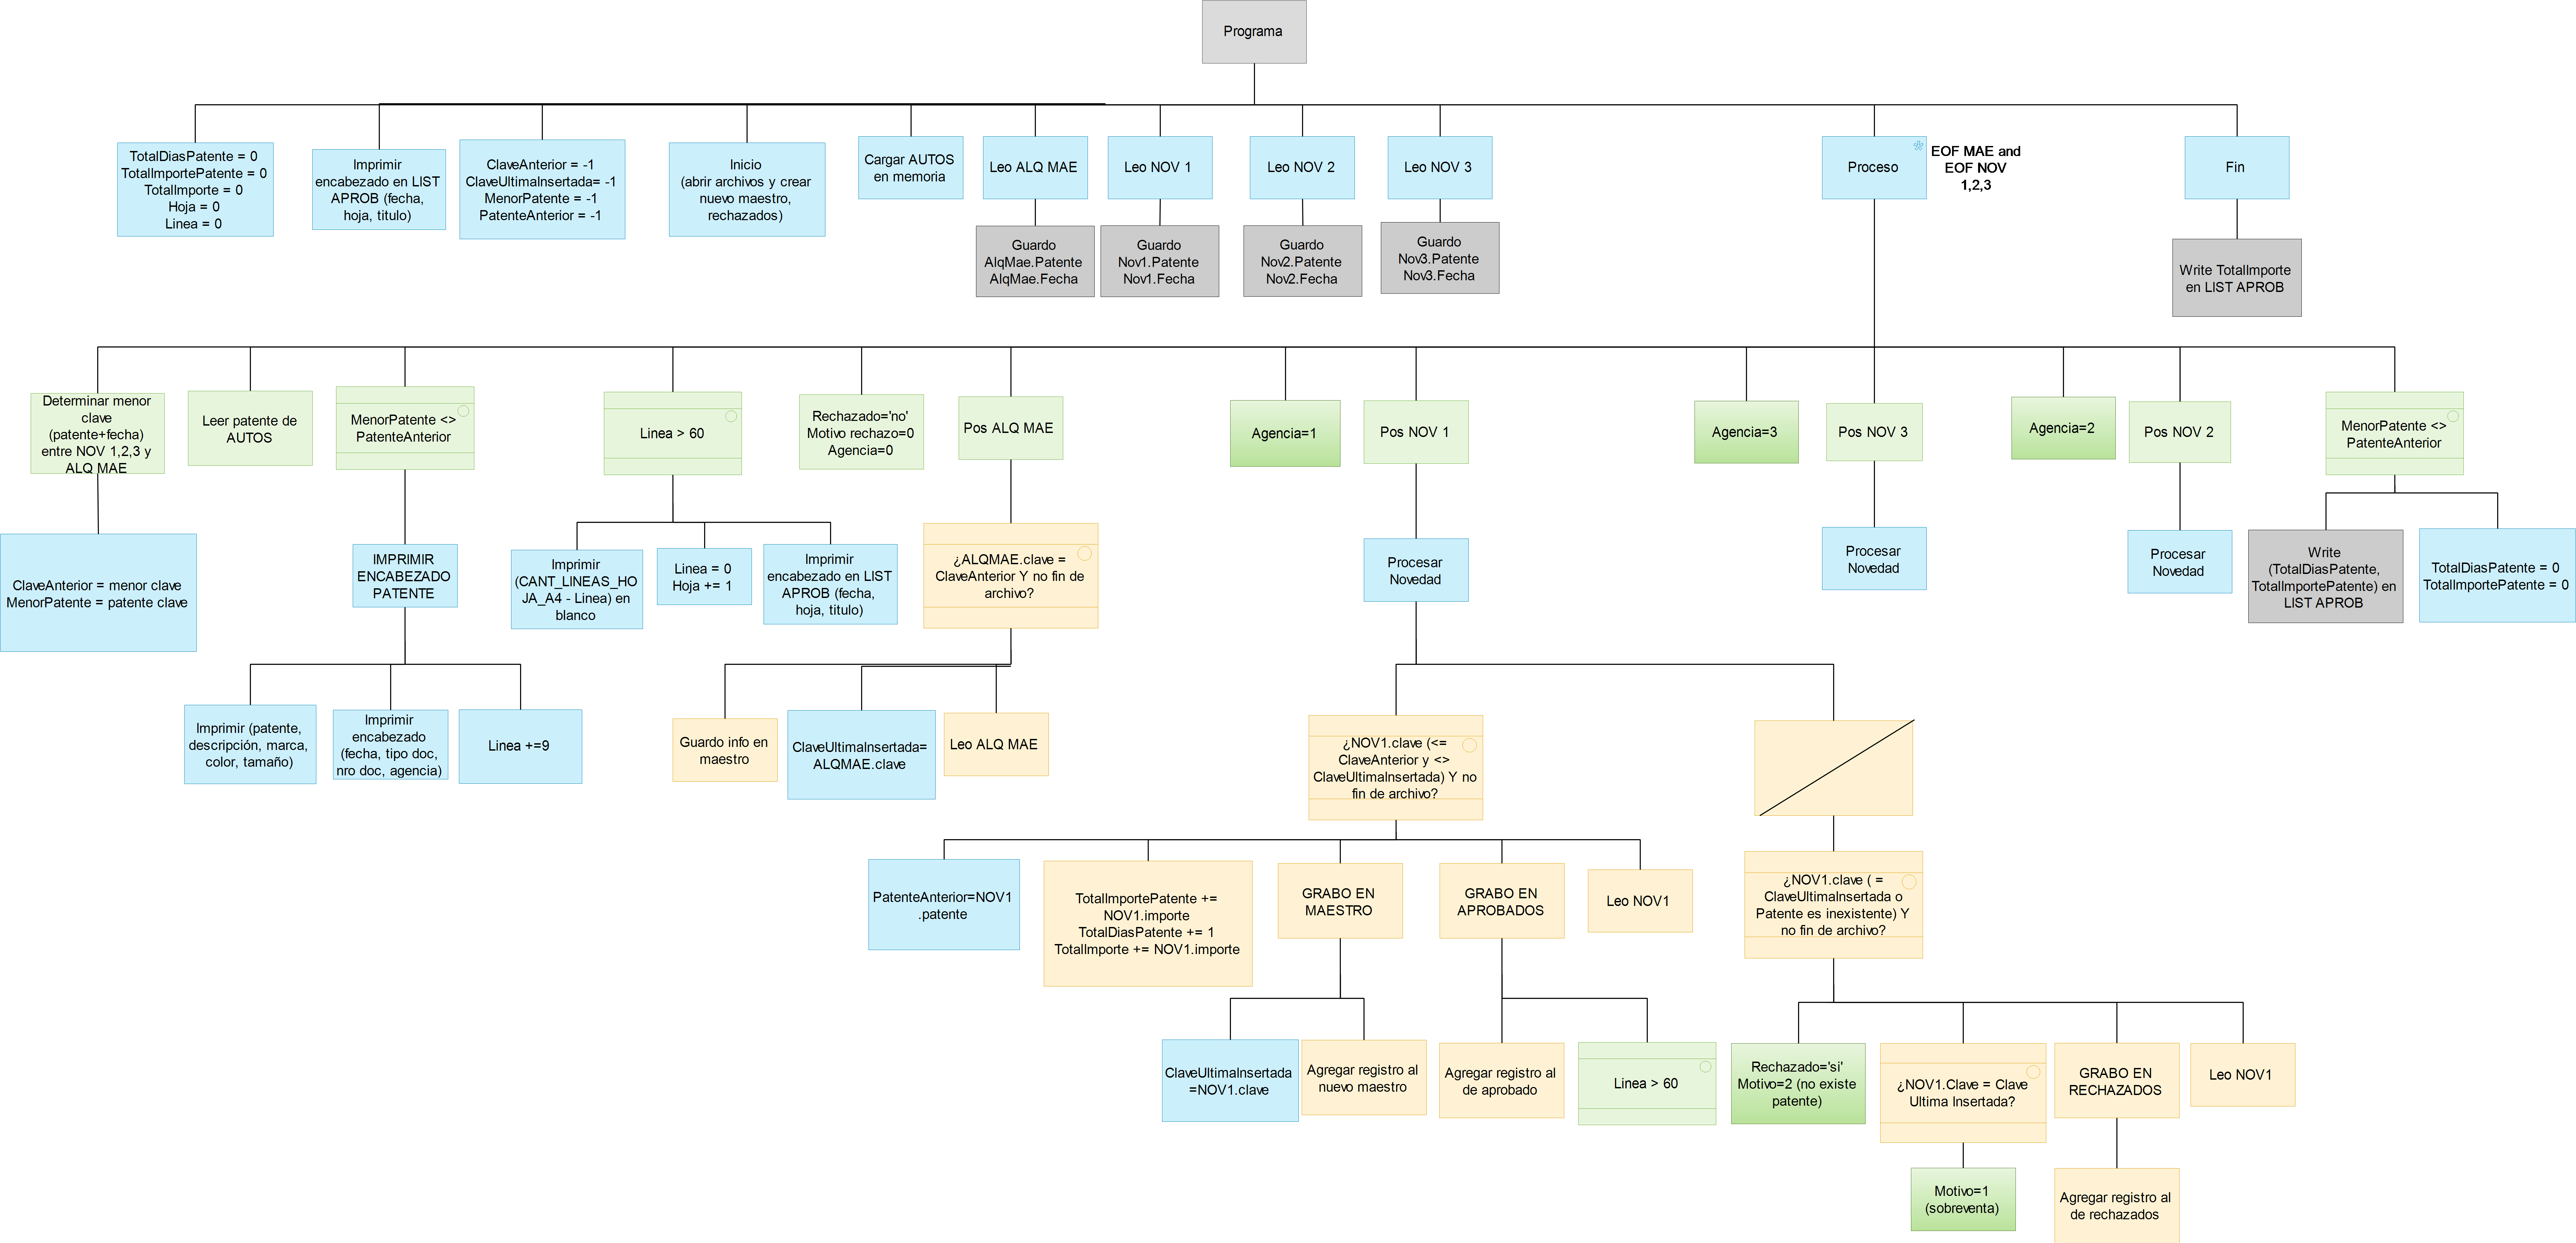 Programa
TotalDiasPatente = 0
TotalImportePatente = 0
TotalImporte = 0
Hoja = 0
Linea = 0
Imprimir
encabezado en LIST
APROB (fecha,
hoja, titulo)
ClaveAnterior = -1
ClaveUltimaInsertada= -1
MenorPatente = -1
PatenteAnterior = -1
Inicio
(abrir archivos y crear
nuevo maestro,
rechazados)
Cargar AUTOS
en memoria
Leo ALQ MAE
Leo NOV 1
Leo NOV 2
Leo NOV 3
Proceso
EOF MAE and
EOF NOV
1,2,3
Fin
Guardo
AlqMae.Patente
AlqMae.Fecha
Guardo
Nov1.Patente
Nov1.Fecha
Guardo
Nov2.Patente
Nov2.Fecha
Guardo
Nov3.Patente
Nov3.Fecha
Write TotalImporte
en LIST APROB
Determinar menor
clave
(patente+fecha)
entre NOV 1,2,3 y
ALQ MAE
Leer patente de
AUTOS
MenorPatente <>
PatenteAnterior
Linea > 60
Rechazado='no'
Motivo rechazo=0
Agencia=0
Pos ALQ MAE
Agencia=1
Pos NOV 1
Agencia=3
Pos NOV 3
Agencia=2
Pos NOV 2
MenorPatente <>
PatenteAnterior
ClaveAnterior = menor clave
MenorPatente = patente clave
IMPRIMIR
ENCABEZADO
PATENTE
Imprimir
(CANT_LINEAS_HO
JA_A4 - Linea) en
blanco
Linea = 0
Hoja += 1
Imprimir
encabezado en LIST
APROB (fecha,
hoja, titulo)
¿ALQMAE.clave =
ClaveAnterior Y no fin de
archivo?
Procesar
Novedad
Procesar
Novedad
Procesar
Novedad
Write
(TotalDiasPatente,
TotalImportePatente) en
LIST APROB
TotalDiasPatente = 0
TotalImportePatente = 0
Imprimir (patente,
descripción, marca,
color, tamaño)
Imprimir
encabezado
(fecha, tipo doc,
nro doc, agencia)
Linea +=9
Guardo info en
maestro
ClaveUltimaInsertada=
ALQMAE.clave
Leo ALQ MAE
¿NOV1.clave (<=
ClaveAnterior y <>
ClaveUltimaInsertada) Y no
fin de archivo?
PatenteAnterior=NOV1
.patente
TotalImportePatente +=
NOV1.importe
TotalDiasPatente += 1
TotalImporte += NOV1.importe
GRABO EN
MAESTRO
GRABO EN
APROBADOS
Leo NOV1
¿NOV1.clave ( =
ClaveUltimaInsertada o
Patente es inexistente) Y
no fin de archivo?
ClaveUltimaInsertada
=NOV1.clave
Agregar registro al
nuevo maestro
Agregar registro al
de aprobado
Linea > 60
Rechazado='si'
Motivo=2 (no existe
patente)
¿NOV1.Clave = Clave
Ultima Insertada?
GRABO EN
RECHAZADOS
Leo NOV1
Motivo=1
(sobreventa)
Agregar registro al
de rechazados